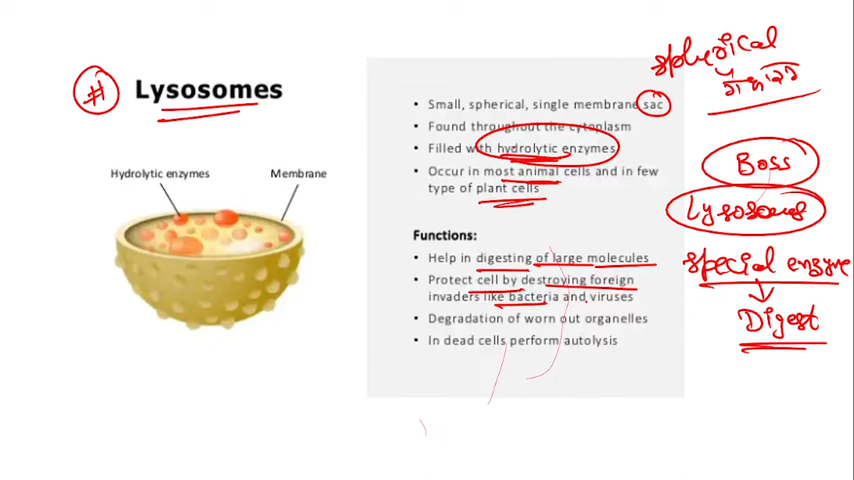 #
Lysosomes
Hydrolytic enzymes
Membrane
• Small, spherical, single membrane sac
• Found throughout the cytoplasm
• Filled with hydrolytic enzymes
• Occur in most animal cells and in few
type of plant cells
Functions:
• Help in digesting of large molecules
• Protect cell by destroying foreign
invaders like bacteria and viruses
• Degradation of worn out organelles
• In dead cells perform autolysis
Spherical
Boss
Lysosoms
Special enzyme
Digest